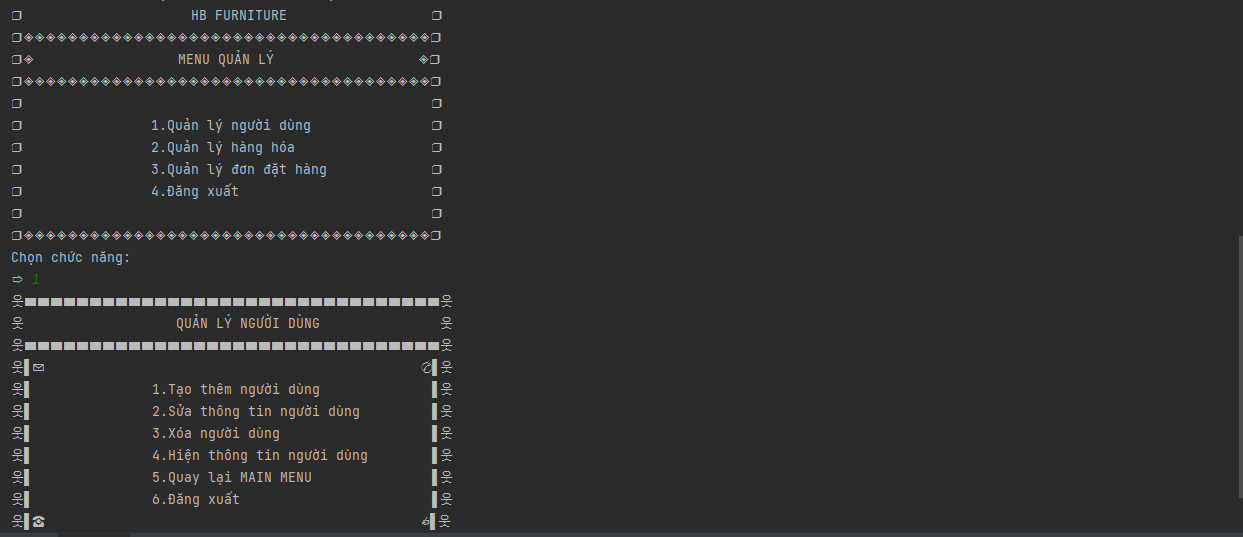 HB FURNITURE
MENU QUẢN LÝ
1.Quản lý người dùng
2.Quản lý hàng hóa
3.Quản lý đơn đặt hàng
4.Đăng xuất
Chọn chức năng:
➩ 1
QUẢN LÝ NGƯỜI DÙNG
1.Tạo thêm người dùng
2.Sửa thông tin người dùng
3.Xóa người dùng
4.Hiện thông tin người dùng
5.Quay lại MAIN MENU
6.Đăng xuất